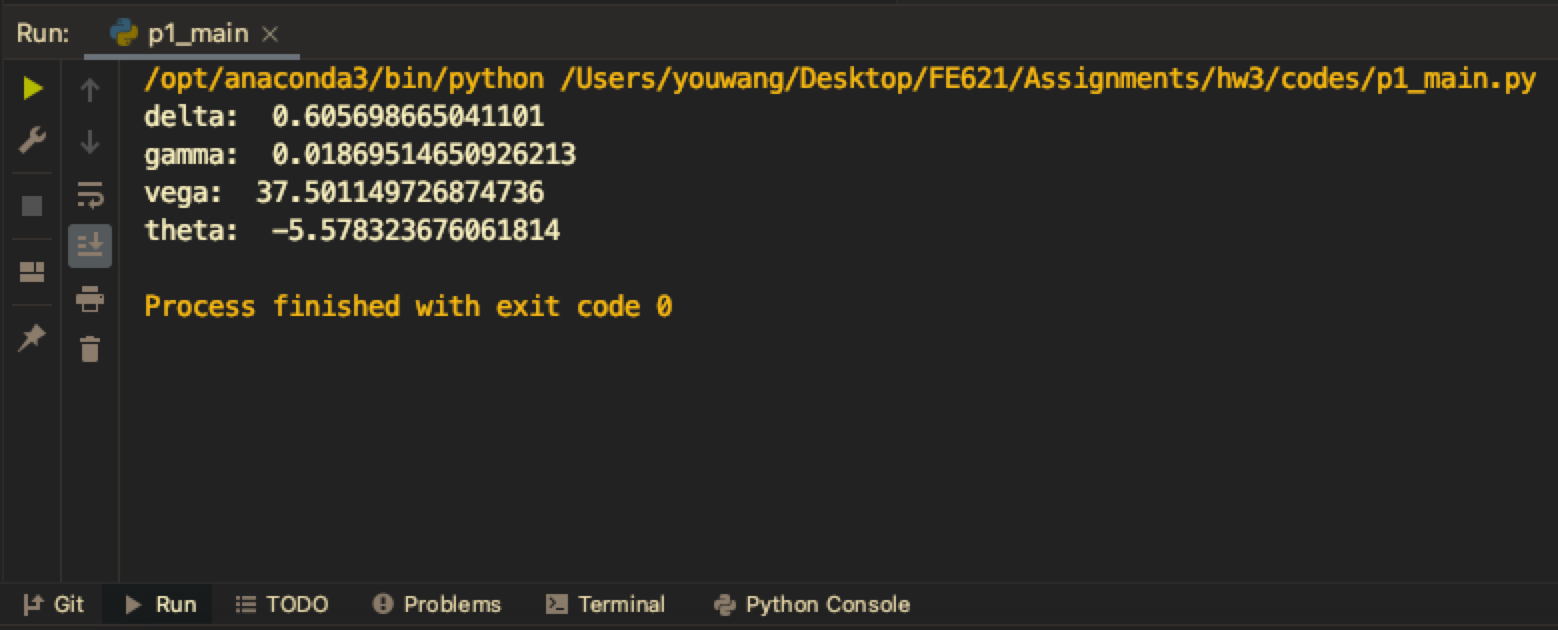 Run: p1_main
/opt/anaconda3/bin/python /Users/youwang/Desktop/FE621/Assignments/hw3/codes/p1_main.py
delta:  0.605698665041101
gamma:  0.01869514650926213
vega:  37.501149726874736
theta:  -5.578323676061814
Process finished with exit code 0
Git Run TODO Problems Terminal Python Console